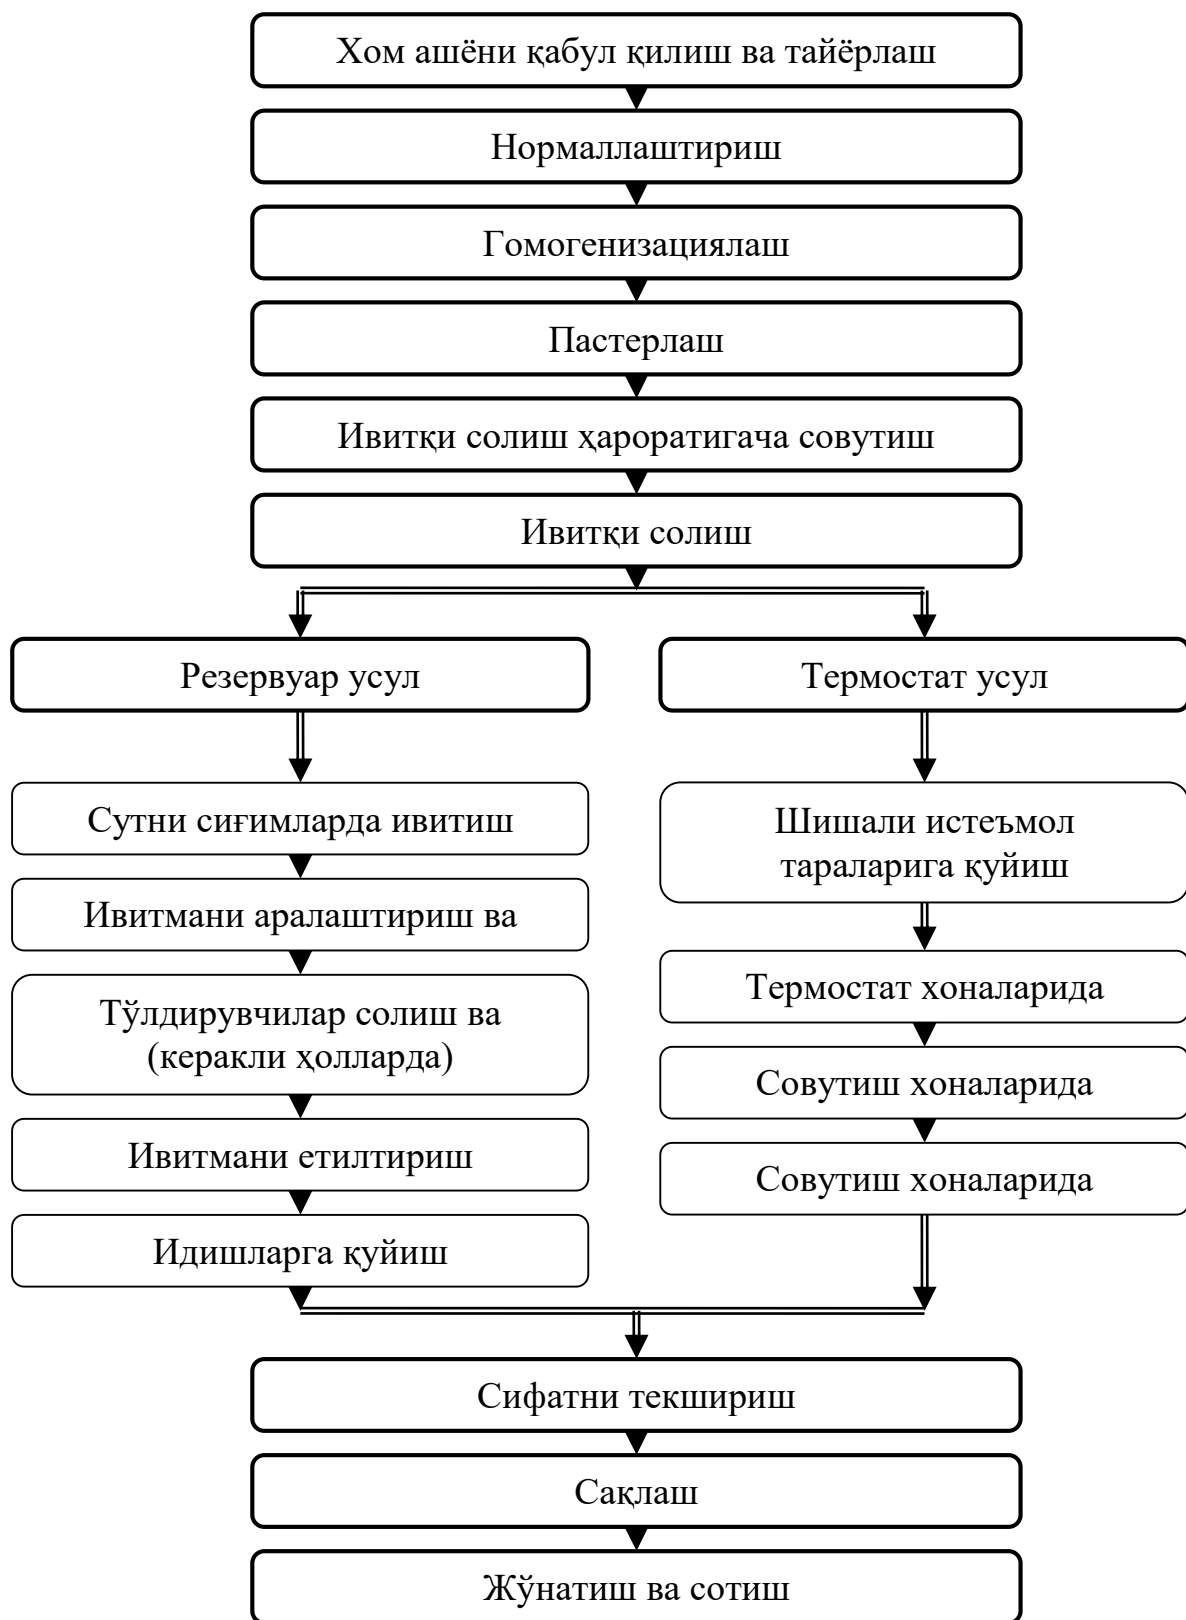 Хом ашёни қабул қилиш ва тайёрлаш
Нормаллаштириш
Гомогенизациялаш
Пастерлаш
Ивитқи солиш ҳароратигача совутиш
Ивитқи солиш
Резервуар усул
Сутни сиғимларда ивитиш
Ивитмани аралаштириш ва
Тўлдирувчилар солиш ва
(керакли ҳолларда)
Ивитмани етилтириш
Идишларга қуйиш
Термостат усул
Шишали истеъмол
тараларига қуйиш
Термостат хоналарида
Совутиш хоналарида
Совутиш хоналарида
Сифатни текшириш
Сақлаш
Жўнатиш ва сотиш